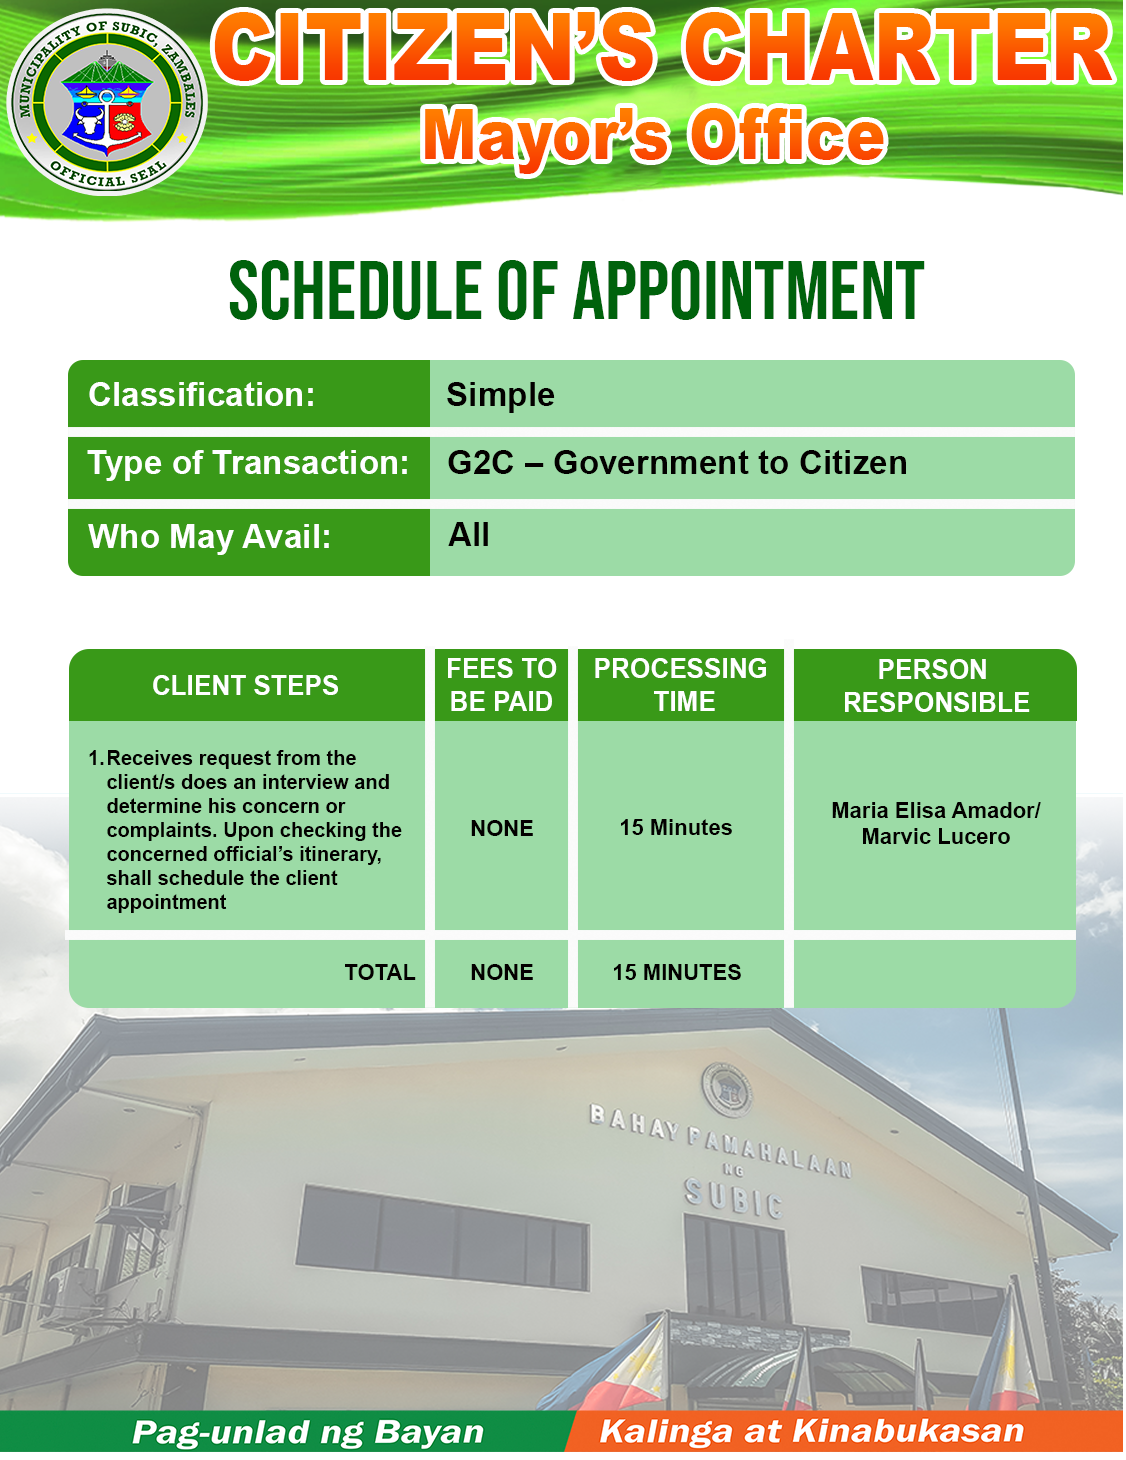 MUNICIPALITY OF SUBIC, ZAMBALES
OFFICIAL SEAL
CITIZEN'S CHARTER
Mayor's Office
SCHEDULE OF APPOINTMENT
Classification: Simple
Type of Transaction: G2C – Government to Citizen
Who May Avail: All
CLIENT STEPS
FEES TO
BE PAID
PROCESSING
TIME
PERSON
RESPONSIBLE
1. Receives request from the
client/s does an interview and
determine his concern or
complaints. Upon checking the
concerned official's itinerary,
shall schedule the client
appointment
NONE
15 Minutes
Maria Elisa Amador/
Marvic Lucero
TOTAL NONE 15 MINUTES
BAHAY PAMAHALAAN
NG
SUBIC
Pag-unlad ng Bayan
Kalinga at Kinabukasan